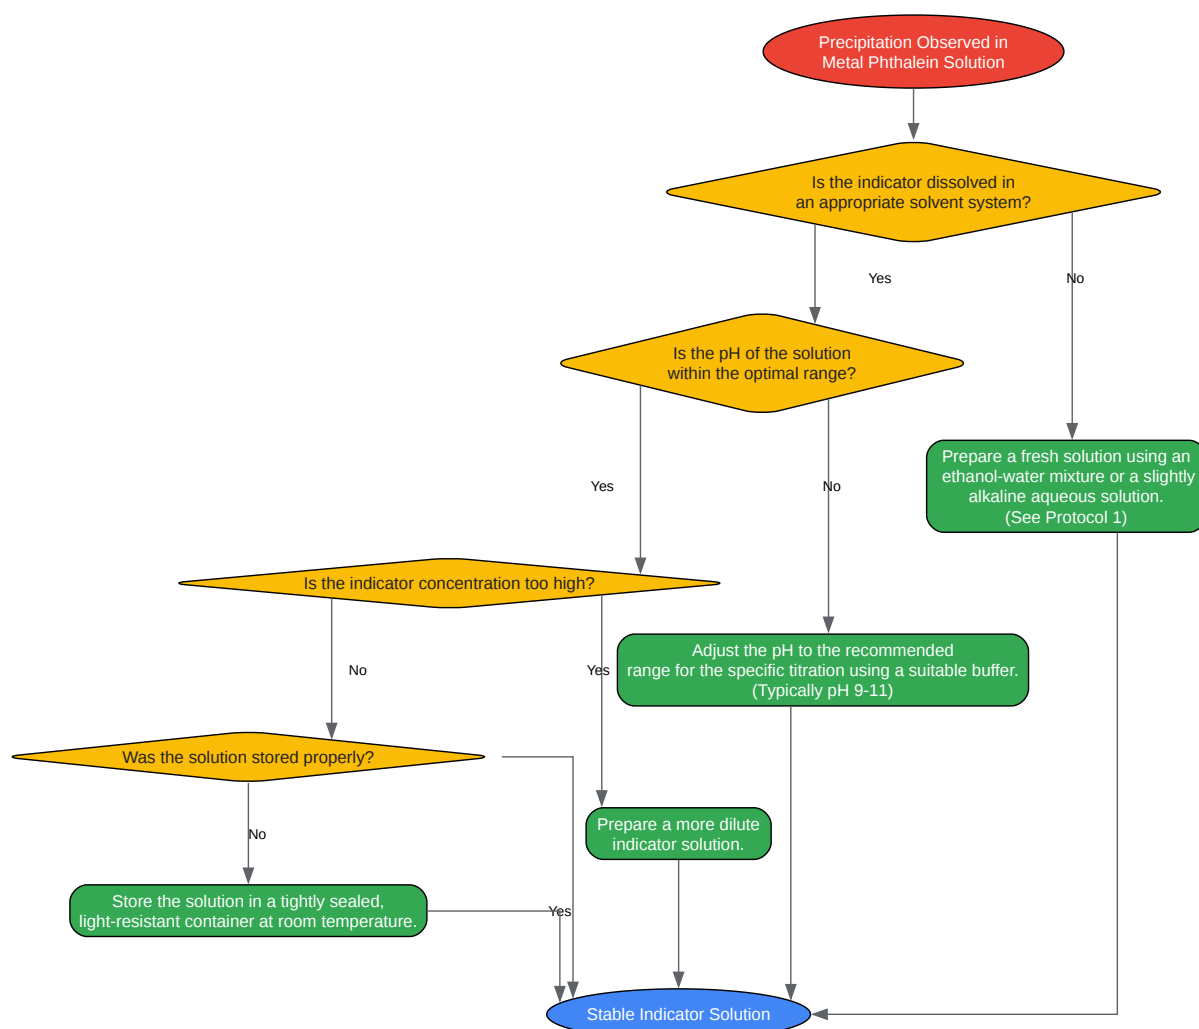 Precipitation Observed in
Metal Phthalein Solution
Is the indicator dissolved in
an appropriate solvent system?
Yes
No
Is the pH of the solution
within the optimal range?
Yes
No
Prepare a fresh solution using an
ethanol-water mixture or a slightly
alkaline aqueous solution.
(See Protocol 1)
Is the indicator concentration too high?
No
Yes
Adjust the pH to the recommended
range for the specific titration using a suitable buffer.
(Typically pH 9-11)
Was the solution stored properly?
No
Prepare a more dilute
indicator solution.
Store the solution in a tightly sealed,
light-resistant container at room temperature.
Yes
Stable Indicator Solution